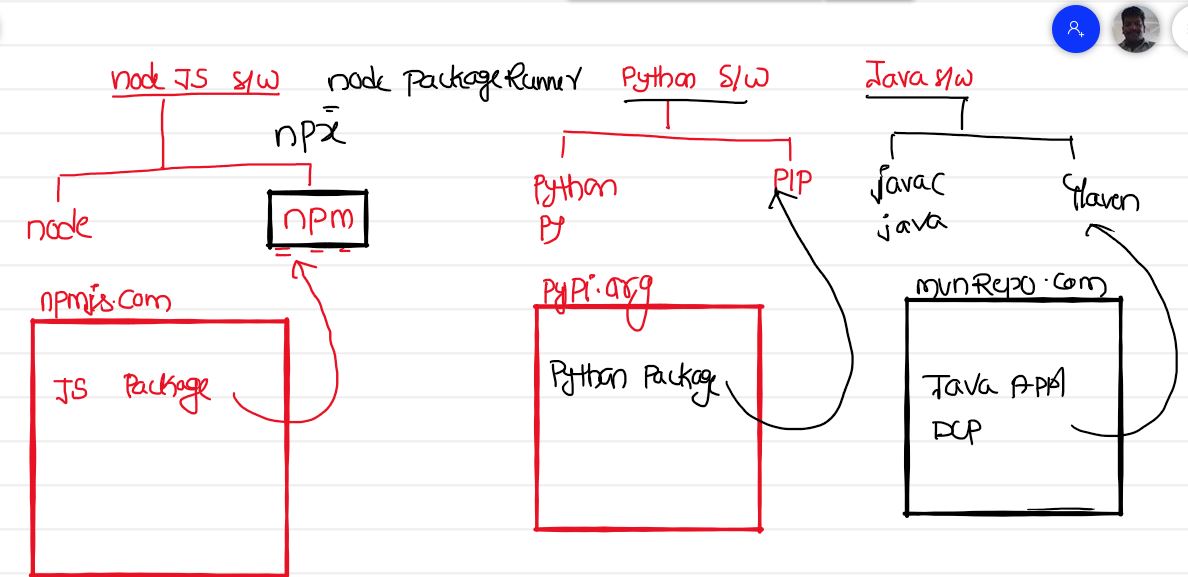 node JS S/W
node packageRunner
npx
node
npm
npmjs.com
JS Package
Python S/W
Python
PIP
Py
PyPi.org
Python Package
Java S/W
javac
java
Maven
mvnRepo.com
Java APP
DCP